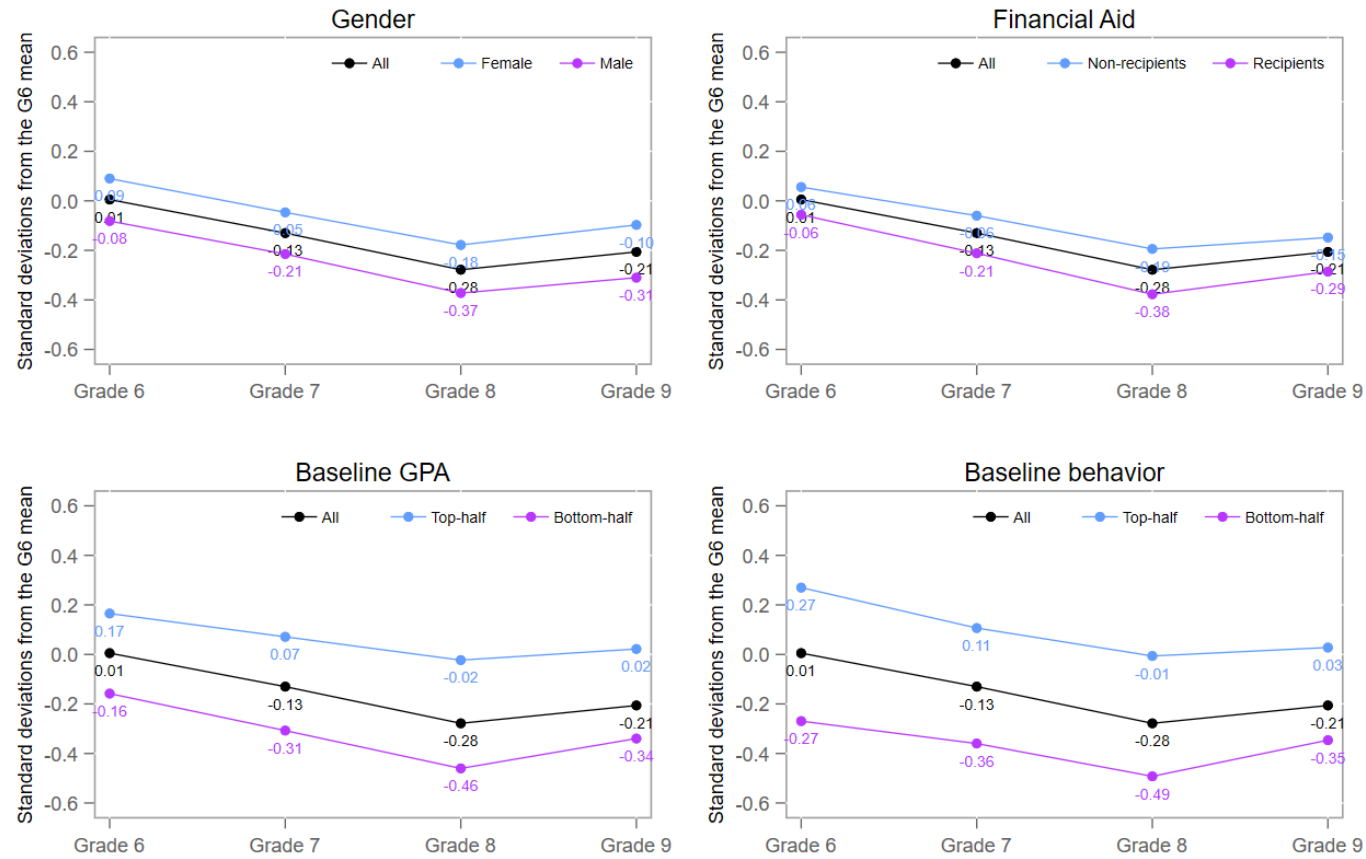 Gender
Standard deviations from the G6 mean
All Female Male
0.6
0.4
0.2
0.0
-0.2
-0.4
-0.6
0.09 -0.05 -0.18 -0.10
0.01 -0.13 -0.28 -0.21
-0.08 -0.21 -0.37 -0.31
Grade 6 Grade 7 Grade 8 Grade 9
Financial Aid
Standard deviations from the G6 mean
All Non-recipients Recipients
0.6
0.4
0.2
0.0
-0.2
-0.4
-0.6
0.06 -0.06 -0.19 -0.15
0.01 -0.13 -0.28 -0.21
-0.06 -0.21 -0.38 -0.29
Grade 6 Grade 7 Grade 8 Grade 9
Baseline GPA
Standard deviations from the G6 mean
All Top-half Bottom-half
0.6
0.4
0.2
0.0
-0.2
-0.4
-0.6
0.17 0.07 -0.02 0.02
0.01 -0.13 -0.28 -0.21
-0.16 -0.31 -0.46 -0.34
Grade 6 Grade 7 Grade 8 Grade 9
Baseline behavior
Standard deviations from the G6 mean
All Top-half Bottom-half
0.6
0.4
0.2
0.0
-0.2
-0.4
-0.6
0.27 0.11 -0.01 0.03
0.01 -0.13 -0.28 -0.21
-0.27 -0.36 -0.49 -0.35
Grade 6 Grade 7 Grade 8 Grade 9